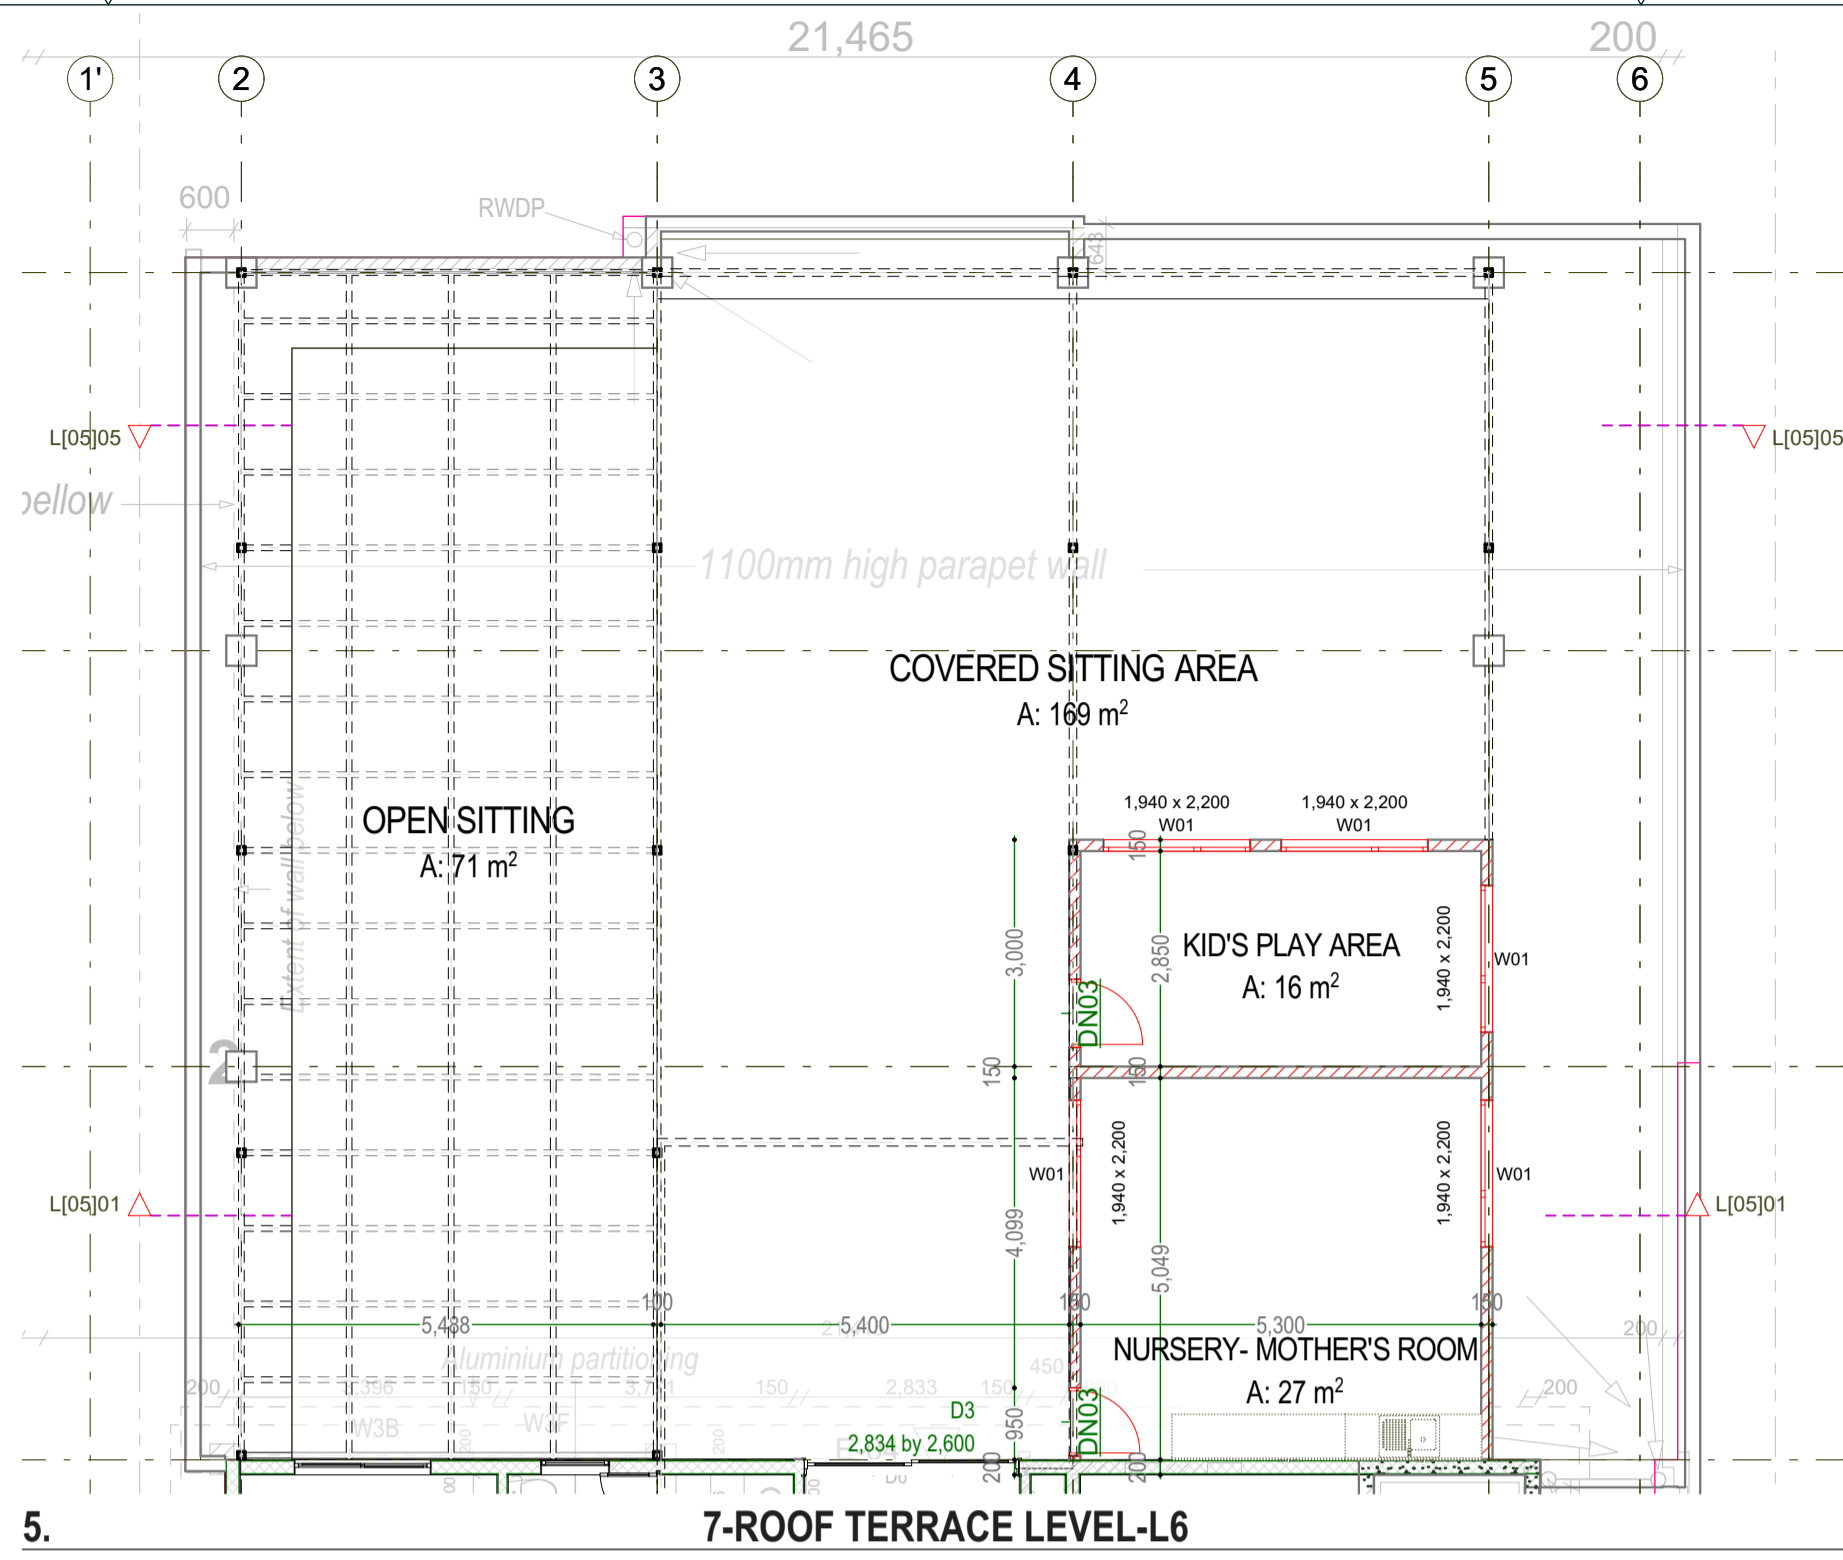 21,465
200
1'
2
3
4
5
6
600
RWDP
643
L[05]05
L[05]05
bellow
1100mm high parapet wall
COVERED SITTING AREA
A: 169 m²
OPEN SITTING
A: 71 m²
Extent of wall below
1,940 x 2,200
W01
1,940 x 2,200
W01
150
3,000
2,850
KID'S PLAY AREA
A: 16 m²
1,940 x 2,200
W01
DN03
2
150
150
W01
1,940 x 2,200
1,940 x 2,200
W01
L[05]01
L[05]01
4,099
5,049
100
150
150
5,488
5,400
5,300
200
NURSERY- MOTHER'S ROOM
A: 27 m²
Aluminium partitioning
450
200
150
150
2,833
150
200
W3B
W3F
D3
2,834 by 2,600
950
DN03
200
200
200
200
D6
5.
7-ROOF TERRACE LEVEL-L6